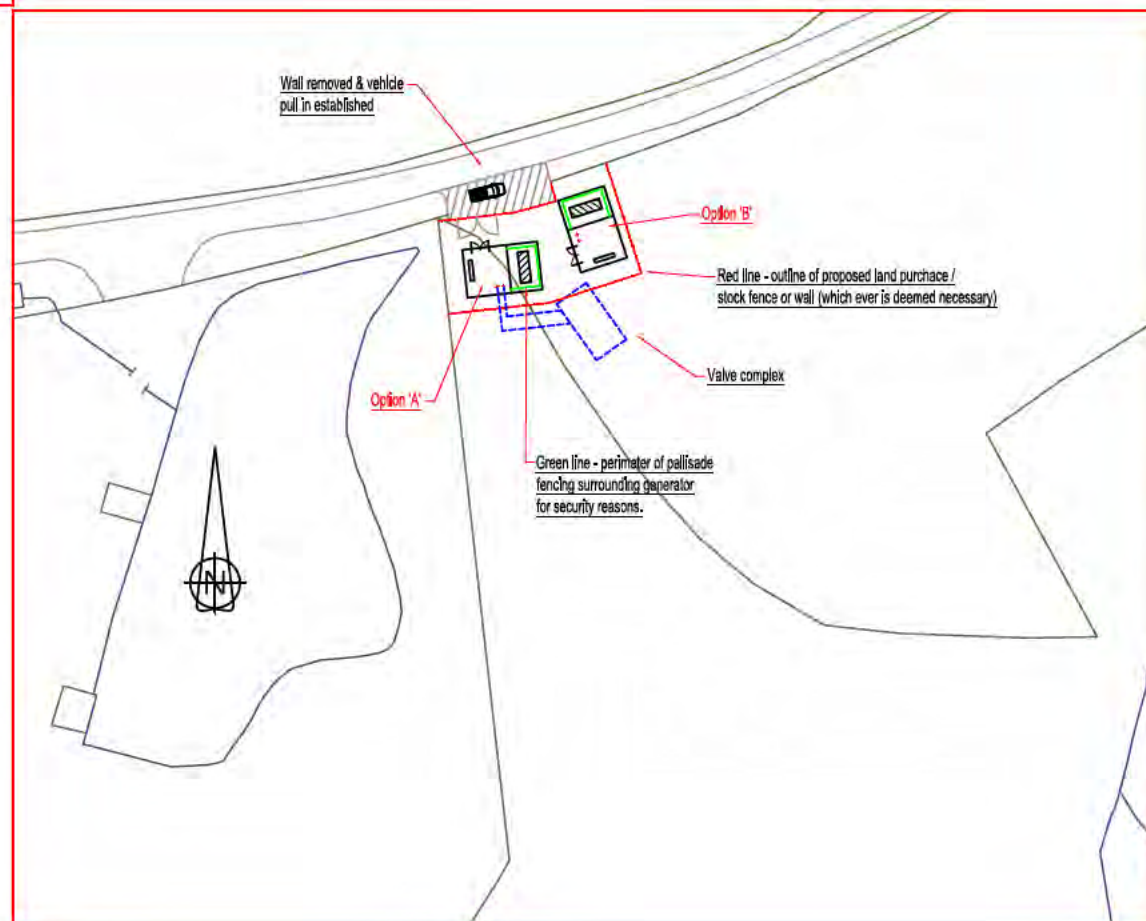 Wall removed & vehicle
pull in established
Option 'B'
Red line - outline of proposed land purchace /
stock fence or wall (which ever is deemed necessary)
Valve complex
Option 'A'
Green line - perimeter of pallisade
fencing surrounding generator
for security reasons.
N